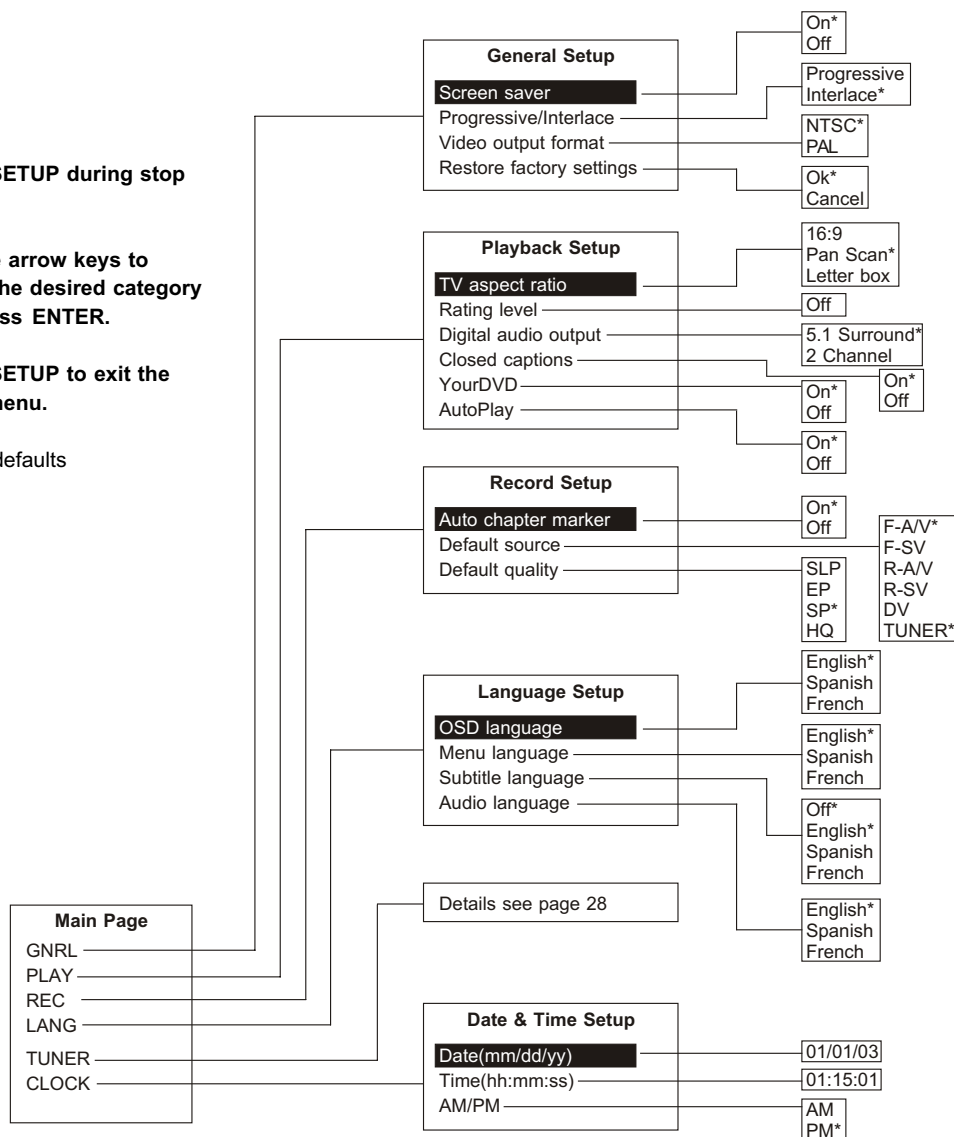 SETUP during stop
arrow keys to
the desired category
ENTER.
SETUP to exit the
menu.
defaults
General Setup
Screen saver
Progressive/Interlace
Video output format
Restore factory settings
On*
Off
Progressive
Interlace*
NTSC*
PAL
Ok*
Cancel
Playback Setup
TV aspect ratio
Rating level
Digital audio output
Closed captions
YourDVD
AutoPlay
16:9
Pan Scan*
Letter box
Off
5.1 Surround*
2 Channel
On*
Off
On*
Off
On*
Off
Record Setup
Auto chapter marker
Default source
Default quality
On*
Off
F-A/V*
F-SV
R-A/V
R-SV
DV
TUNER*
SLP
EP
SP*
HQ
Language Setup
OSD language
Menu language
Subtitle language
Audio language
English*
Spanish
French
English*
Spanish
French
Off*
English*
Spanish
French
English*
Spanish
French
Details see page 28
Main Page
GNRL
PLAY
REC
LANG
TUNER
CLOCK
Date & Time Setup
Date(mm/dd/yy)
Time(hh:mm:ss)
AM/PM
01/01/03
01:15:01
AM
PM*